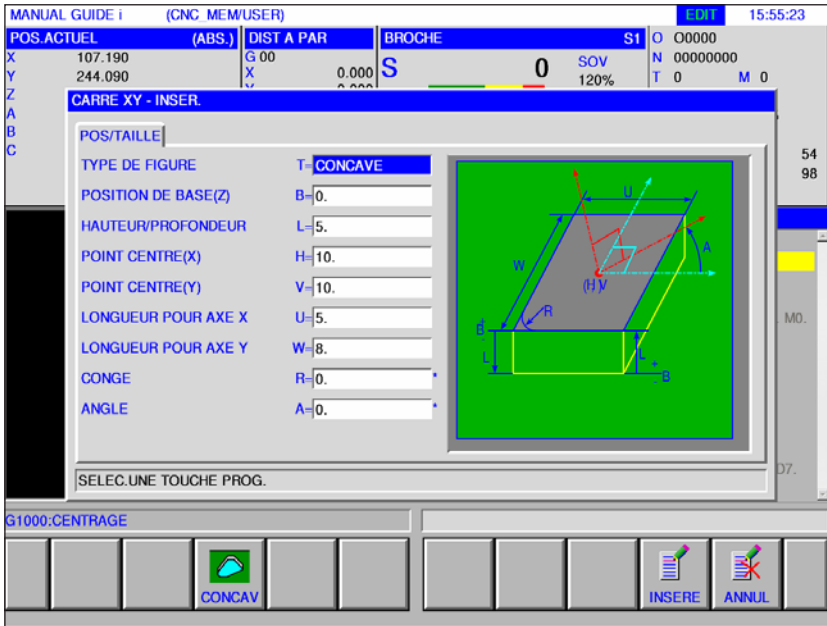 MANUAL GUIDE i (CNC_MEM/USER) EDIT 15:55:23
POS.ACTUEL (ABS.) DIST A PAR BROCHE S1 O O0000
X 107.190 G 00 S 0 SOV N 00000000
Y 244.090 X 0.000 120% T 0 M 0
Z
A
B
C
54
98
CARRE XY - INSER.
POS/TAILLE
TYPE DE FIGURE T= CONCAVE
POSITION DE BASE(Z) B= 0.
HAUTEUR/PROFONDEUR L= 5.
POINT CENTRE(X) H= 10.
POINT CENTRE(Y) V= 10.
LONGUEUR POUR AXE X U= 5.
LONGUEUR POUR AXE Y W= 8.
CONGE R= 0. *
ANGLE A= 0. *
U
A
W
(H)V
R
+
B
-
L
L
+
- B
M0.
D7.
SELEC.UNE TOUCHE PROG.
G1000:CENTRAGE
CONCAV INSERE ANNUL